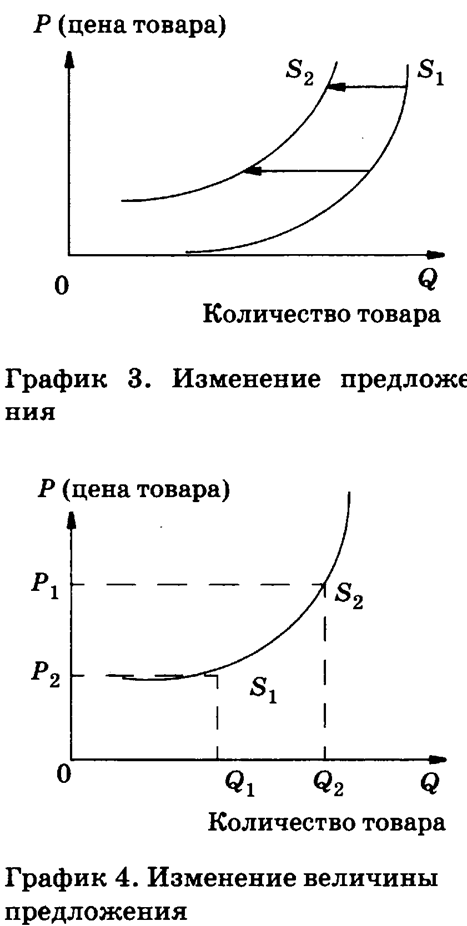 P (цена товара)
S₂ S₁
0 Q
Количество товара
График 3. Изменение предложе
ния
P (цена товара)
P₁ S₂
P₂ S₁
0 Q₁ Q₂ Q
Количество товара
График 4. Изменение величины
предложения